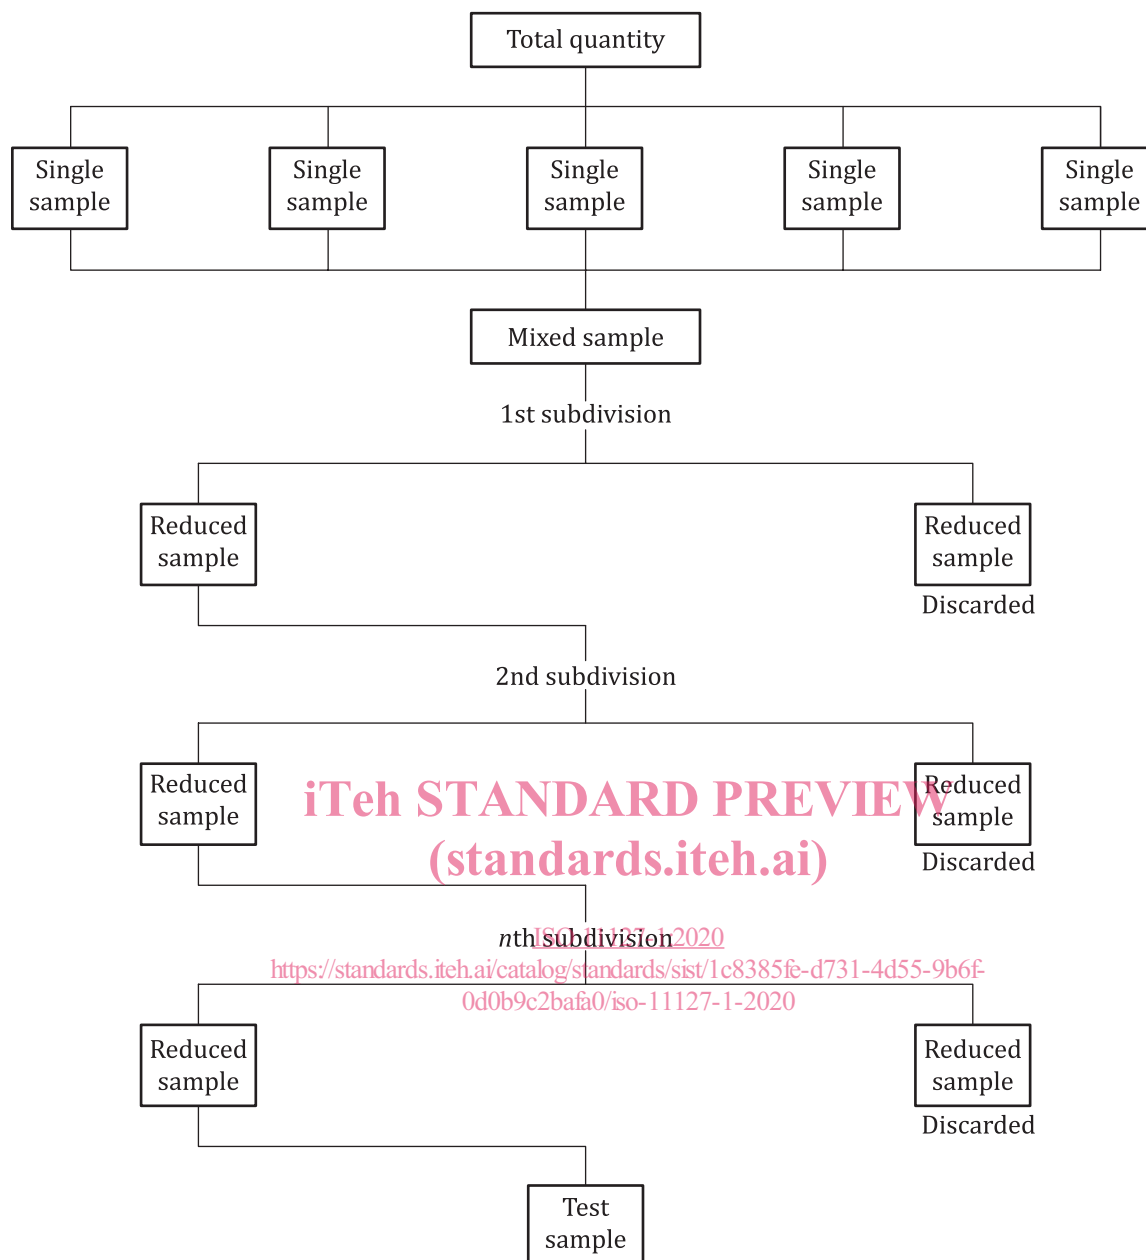 Total quantity
Single Single Single Single Single
sample sample sample sample sample
Mixed sample
1st subdivision
Reduced Reduced
sample sample
Discarded
2nd subdivision
Reduced Reduced
sample sample
iTeh STANDARD PREVIEW
(standards.iteh.ai)
Discarded
nth subdivision
ISO 11127-1:2020
https://standards.iteh.ai/catalog/standards/sist/1c8385fe-d731-4d55-9b6f-
0d0b9c2bafa0/iso-11127-1-2020
Reduced Reduced
sample sample
Discarded
Test
sample